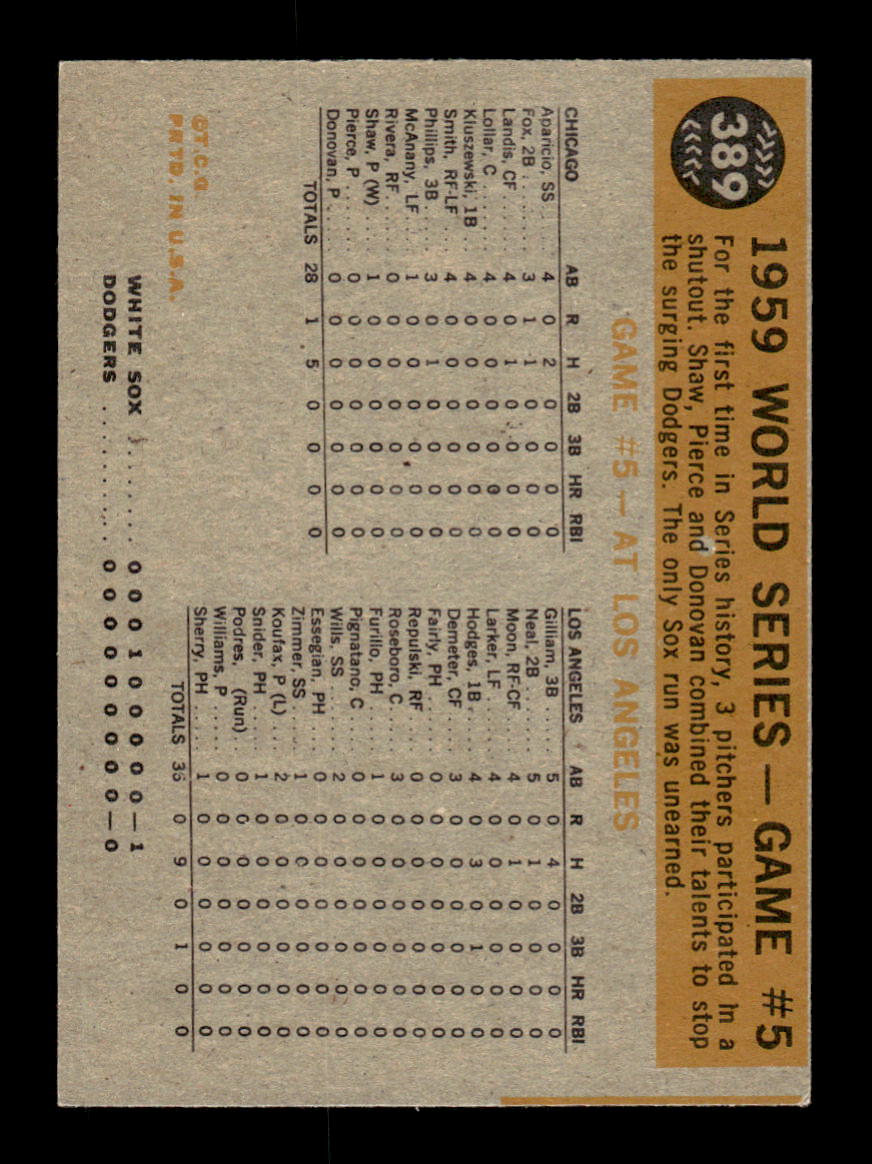 389
1959 WORLD SERIES — GAME #5
For the first time in Series history, 3 pitchers participated in a
shutout. Shaw, Pierce and Donovan combined their talents to stop
the surging Dodgers. The only Sox run was unearned.
GAME #5 — AT LOS ANGELES
CHICAGO AB R H 2B 3B HR RBI
Aparicio, SS..... 4 0 2 0 0 0 0
Fox, 2B ....... 3 1 1 0 0 0 0
Landis, CF...... 4 0 1 0 0 0 0
Lollar, C ....... 4 0 0 0 0 0 0
Kluszewski, 1B .. 4 0 0 0 0 0 0
Smith, RF-LF .... 4 0 0 0 0 0 0
Phillips, 3B ..... 3 0 1 0 0 0 0
McAnany, LF .... 1 0 0 0 0 0 0
Rivera, RF...... 0 0 0 0 0 0 0
Shaw, P (W) .... 1 0 0 0 0 0 0
Pierce, P ....... 0 0 0 0 0 0 0
Donovan, P ..... 0 0 0 0 0 0 0
TOTALS 28 1 5 0 0 0 0
LOS ANGELES AB R H 2B 3B HR RBI
Gilliam, 3B ..... 5 0 4 0 0 0 0
Neal, 2B....... 5 0 1 0 0 0 0
Moon, RF-CF.... 4 0 1 0 0 0 0
Larker, LF ...... 4 0 0 0 0 0 0
Hodges, 1B ..... 4 0 3 0 1 0 0
Demeter, CF .... 3 0 0 0 0 0 0
Fairly, PH ...... 0 0 0 0 0 0 0
Repulski, RF .... 0 0 0 0 0 0 0
Roseboro, C .... 3 0 0 0 0 0 0
Furillo, PH ..... 1 0 0 0 0 0 0
Pignatano, C .... 0 0 0 0 0 0 0
Wills, SS ...... 2 0 0 0 0 0 0
Essegian, PH ... 0 0 0 0 0 0 0
Zimmer, SS .... 1 0 0 0 0 0 0
Koufax, P (L) ... 2 0 0 0 0 0 0
Snider, PH ..... 1 0 0 0 0 0 0
Podres, (Run) .. 0 0 0 0 0 0 0
Williams, P ..... 0 0 0 0 0 0 0
Sherry, PH ..... 1 0 0 0 0 0 0
TOTALS 36 0 9 0 1 0 0
©T.C.G
PRTD. IN U.S.A.
WHITE SOX ........ 0 0 0 1 0 0 0 0 0—1
DODGERS ......... 0 0 0 0 0 0 0 0 0—0